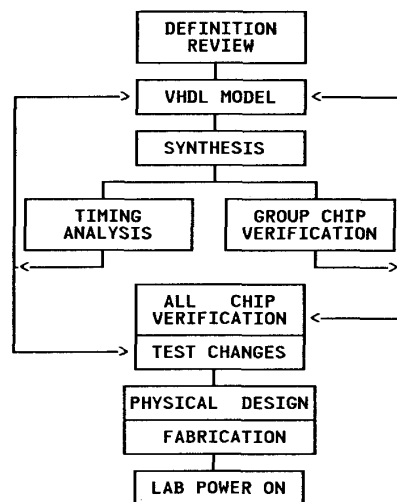 DEFINITION
REVIEW
VHDL MODEL
SYNTHESIS
TIMING
ANALYSIS
GROUP CHIP
VERIFICATION
ALL CHIP
VERIFICATION
TEST CHANGES
PHYSICAL DESIGN
FABRICATION
LAB POWER ON